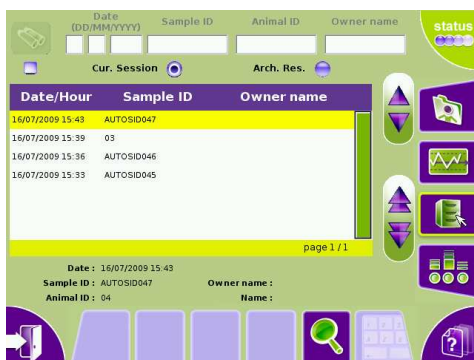 Date
(DD/MM/YYYY)
Sample ID
Animal ID
Owner name
status
Cur. Session
Arch. Res.
Date/Hour Sample ID Owner name
16/07/2009 15:43 AUTOSID047
16/07/2009 15:39 03
16/07/2009 15:36 AUTOSID046
16/07/2009 15:33 AUTOSID045
page 1 / 1
Date : 16/07/2009 15:43
Sample ID : AUTOSID047 Owner name :
Animal ID : 04 Name :
?